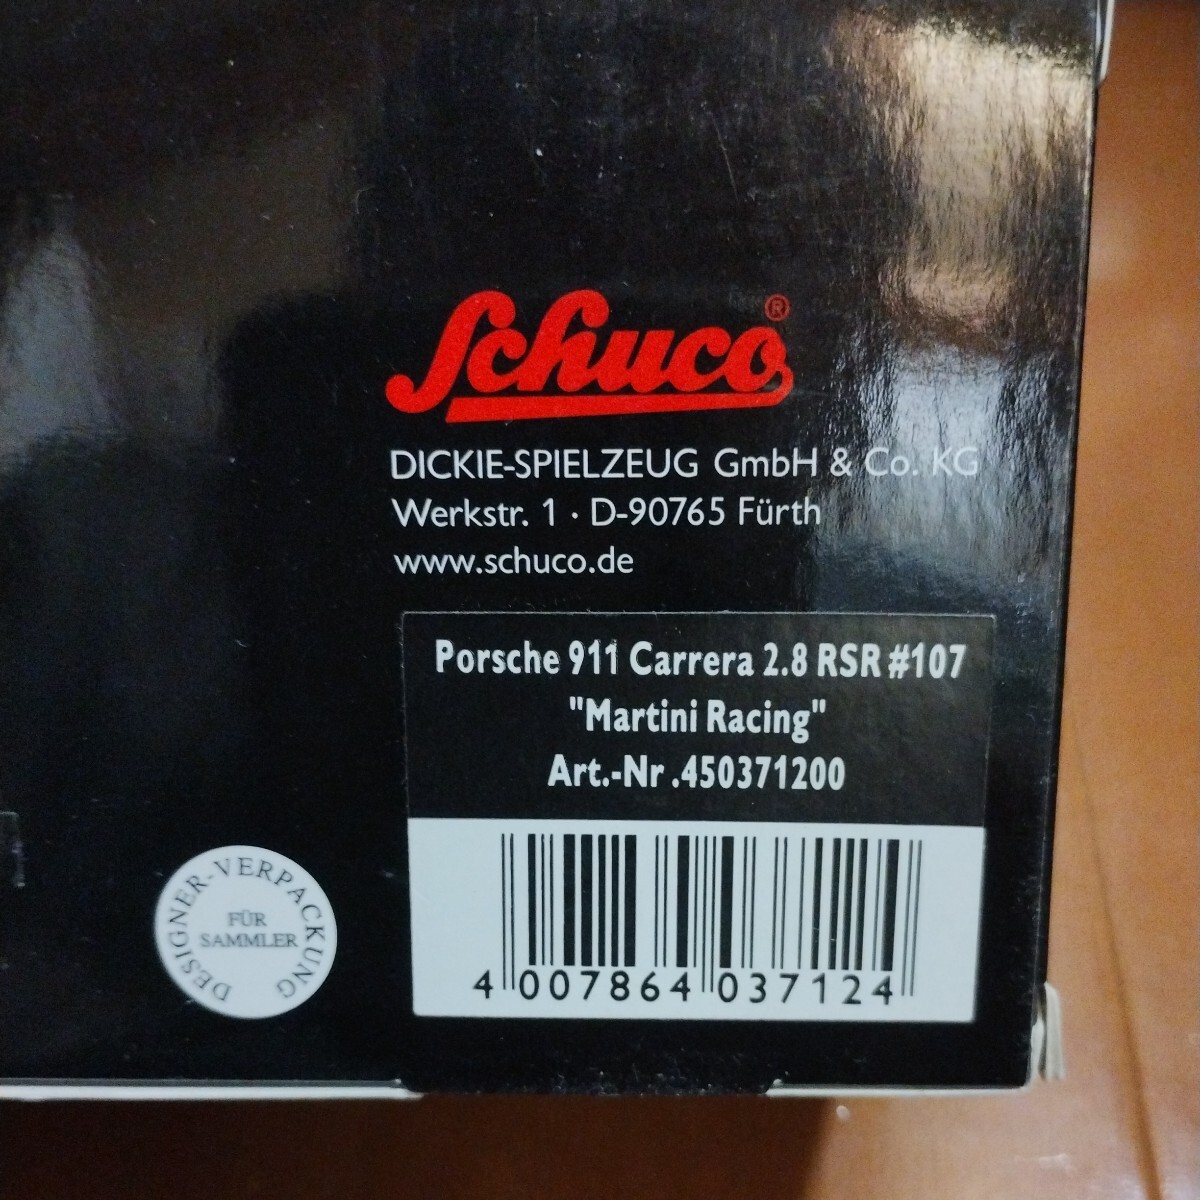 Schuco®
DICKIE-SPIELZEUG GmbH & Co. KG
Werkstr. 1 · D-90765 Fürth
www.schuco.de
Porsche 911 Carrera 2.8 RSR #107
"Martini Racing"
Art.-Nr .450371200
4 007864 037124
DESIGNER-VERPACKUNG
FÜR
SAMMLER